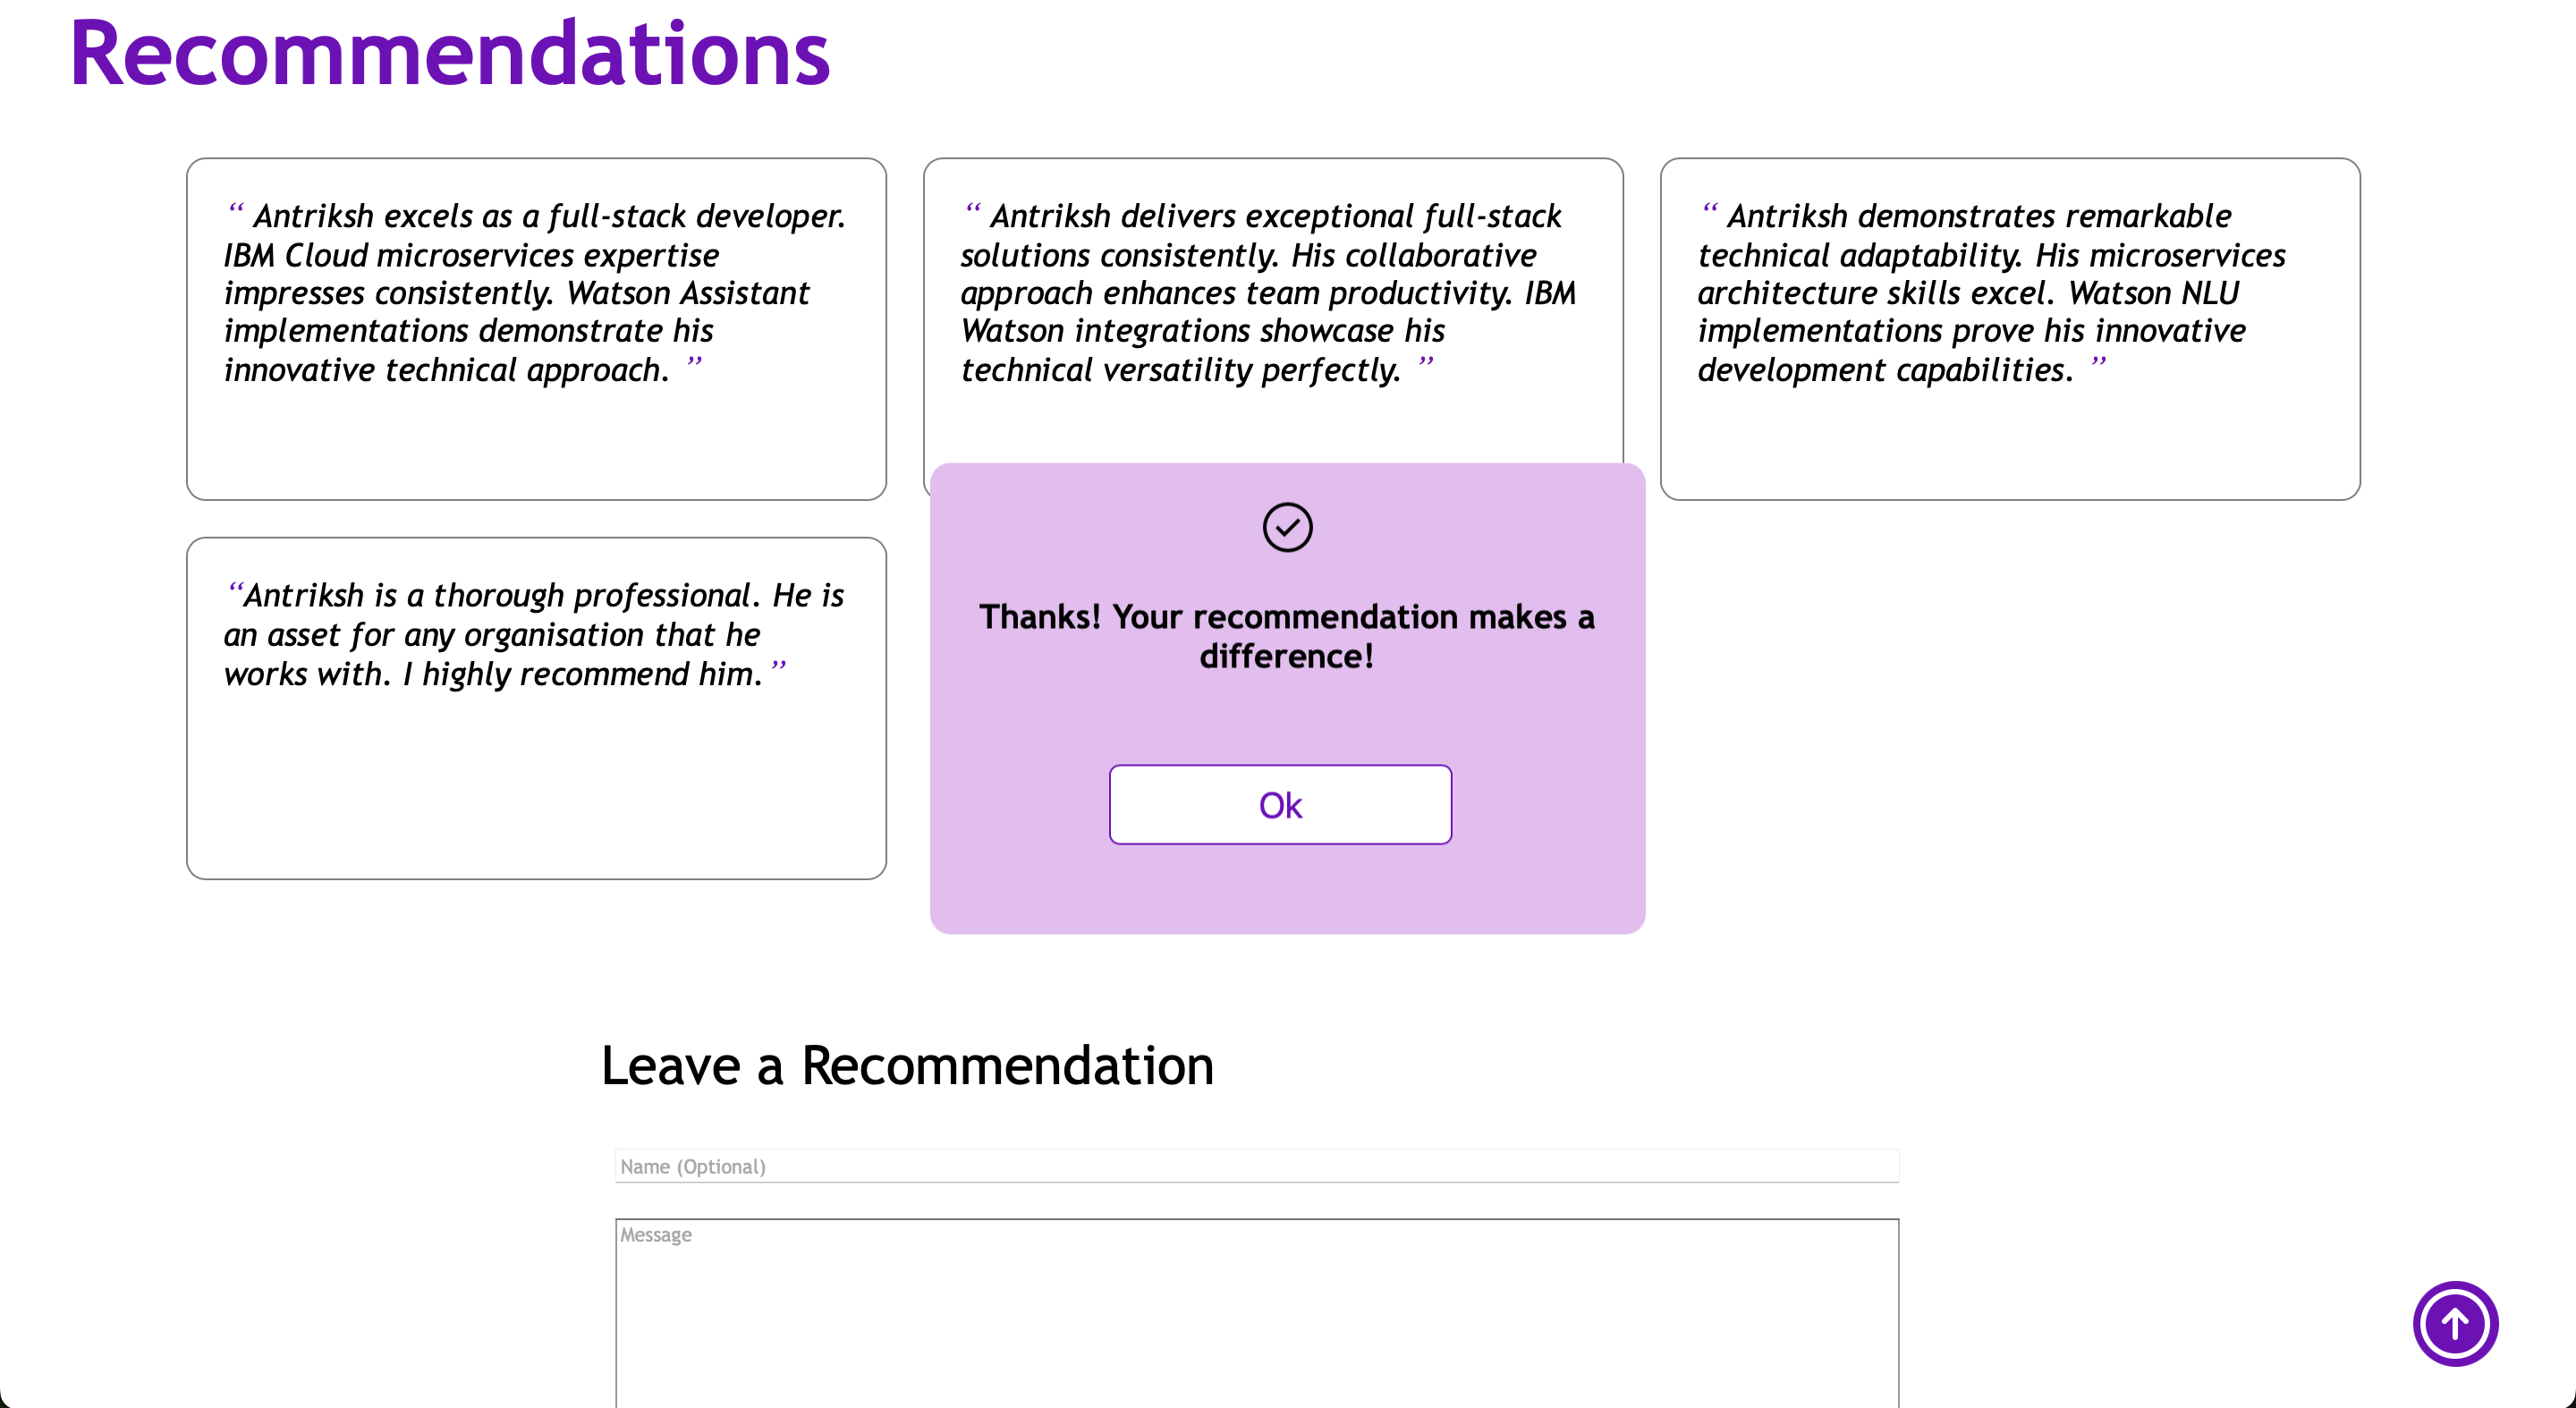 Recommendations
“ Antriksh excels as a full-stack developer.
IBM Cloud microservices expertise
impresses consistently. Watson Assistant
implementations demonstrate his
innovative technical approach. ”
“ Antriksh delivers exceptional full-stack
solutions consistently. His collaborative
approach enhances team productivity. IBM
Watson integrations showcase his
technical versatility perfectly. ”
“ Antriksh demonstrates remarkable
technical adaptability. His microservices
architecture skills excel. Watson NLU
implementations prove his innovative
development capabilities. ”
“Antriksh is a thorough professional. He is
an asset for any organisation that he
works with. I highly recommend him.”
Thanks! Your recommendation makes a
difference!
Ok
Leave a Recommendation
Name (Optional)
Message